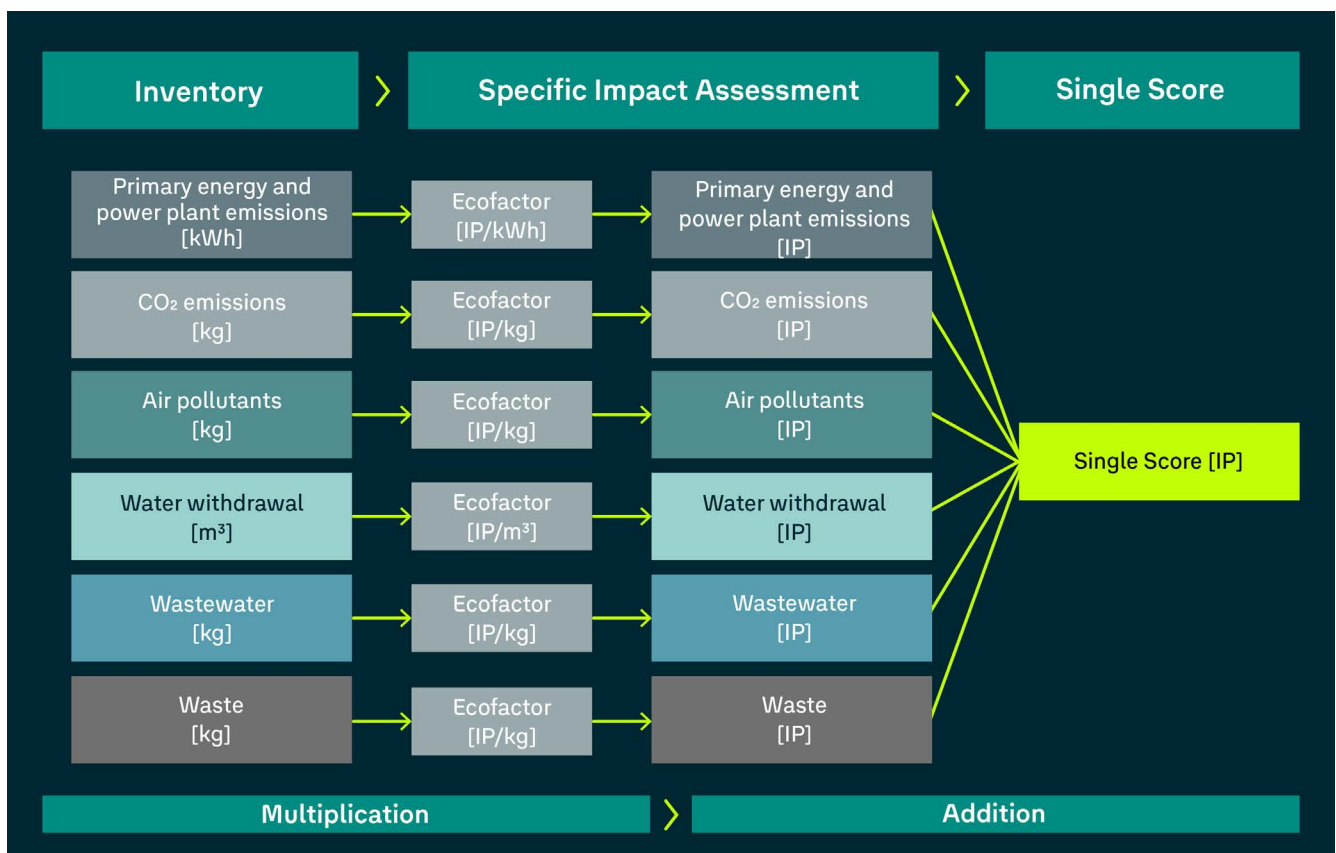 Inventory
Specific Impact Assessment
Single Score
Primary energy and
power plant emissions
[kWh]
Ecofactor
[IP/kWh]
Primary energy and
power plant emissions
[IP]
CO₂ emissions
[kg]
Ecofactor
[IP/kg]
CO₂ emissions
[IP]
Air pollutants
[kg]
Ecofactor
[IP/kg]
Air pollutants
[IP]
Single Score [IP]
Water withdrawal
[m³]
Ecofactor
[IP/m³]
Water withdrawal
[IP]
Wastewater
[kg]
Ecofactor
[IP/kg]
Wastewater
[IP]
Waste
[kg]
Ecofactor
[IP/kg]
Waste
[IP]
Multiplication
Addition